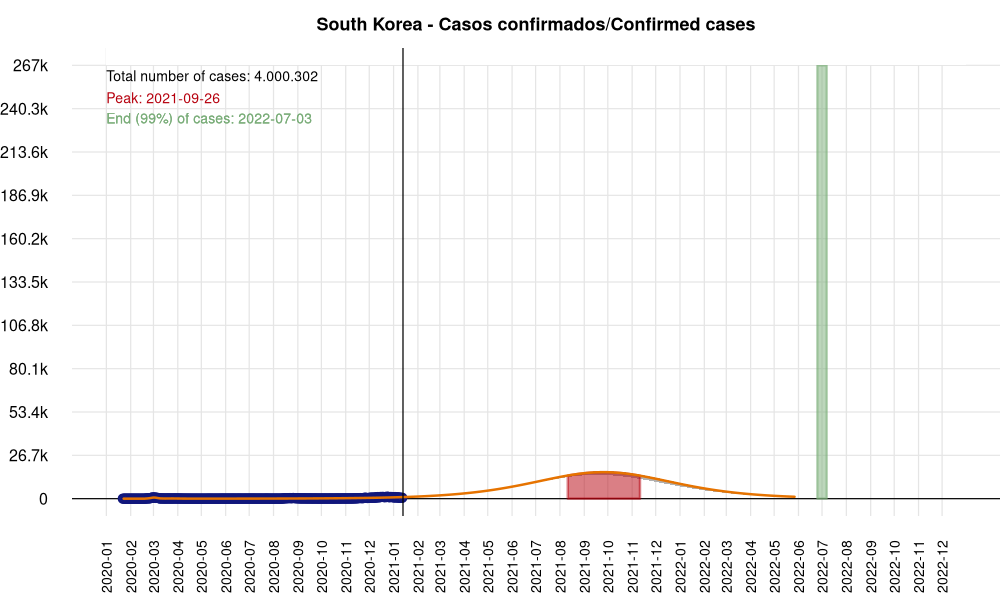 South Korea - Casos confirmados/Confirmed cases
267k
Total number of cases: 4.000.302
Peak: 2021-09-26
240.3k
End (99%) of cases: 2022-07-03
213.6k
186.9k
160.2k
133.5k
106.8k
80.1k
53.4k
26.7k
0
2020-01
2020-02
2020-03
2020-04
2020-05
2020-06
2020-07
2020-08
2020-09
2020-10
2020-11
2020-12
2021-01
2021-03
2021-04
2021-05
2021-06
2021-07
2021-08
2021-09
2021-10
2021-11
2021-12
2022-01
2022-02
2022-03
2022-04
2022-05
2022-06
2022-07
2022-08
2022-09
2022-10
2022-11
2022-12